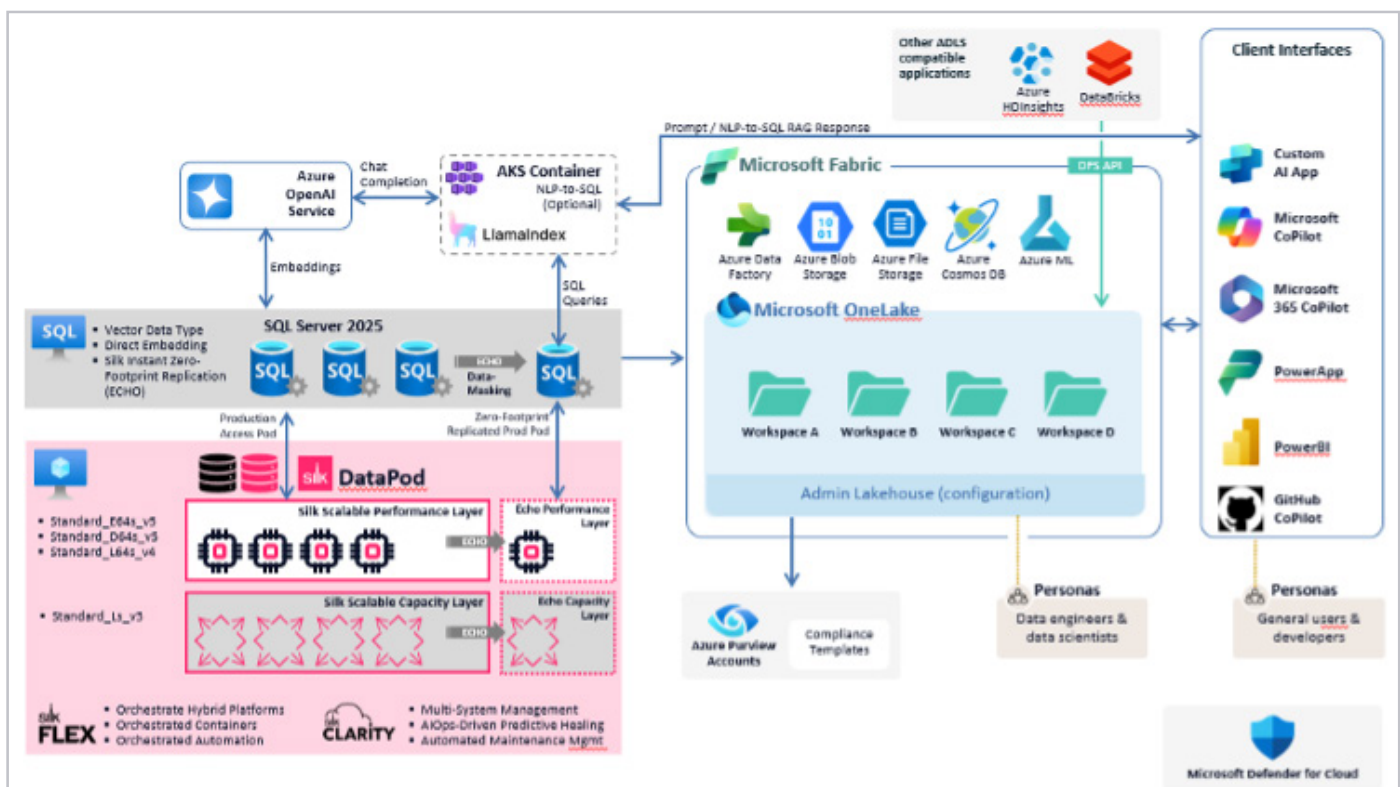 Other ADLS
compatible
applications
Azure
HDInsights
DataBricks
Client Interfaces
Prompt / NLP-to-SQL RAG Response
Microsoft Fabric
DFS API
Azure
OpenAI
Service
Chat
Completion
AKS Container
NLP-to-SQL
(Optional)
LlamaIndex
Custom
AI App
Microsoft
CoPilot
Microsoft
365 CoPilot
PowerApp
PowerBI
GitHub
CoPilot
10
01
Azure Data
Factory
Azure Blob
Storage
Azure File
Storage
Azure
Cosmos DB
Azure ML
Embeddings
SQL
Queries
Microsoft OneLake
SQL
▪ Vector Data Type
▪ Direct Embedding
▪ Silk Instant Zero-
Footprint Replication
(ECHO)
SQL Server 2025
SQL
SQL
SQL
ECHO
Data-
Masking
SQL
Workspace A
Workspace B
Workspace C
Workspace D
Admin Lakehouse (configuration)
Production
Access Pod
Zero-Footprint
Replicated Prod Pod
silk
DataPod
▪ Standard_E64s_v5
▪ Standard_D64s_v5
▪ Standard_L64s_v4
Silk Scalable Performance Layer
ECHO
Echo Performance
Layer
▪ Standard_Ls_v3
Silk Scalable Capacity Layer
ECHO
Echo Capacity
Layer
silk
FLEX
▪ Orchestrate Hybrid Platforms
▪ Orchestrated Containers
▪ Orchestrated Automation
silk
CLARITY
▪ Multi-System Management
▪ AIOps-Driven Predictive Healing
▪ Automated Maintenance Mgmt
Azure Purview
Accounts
Compliance
Templates
Personas
Data engineers &
data scientists
Personas
General users &
developers
Microsoft Defender for Cloud